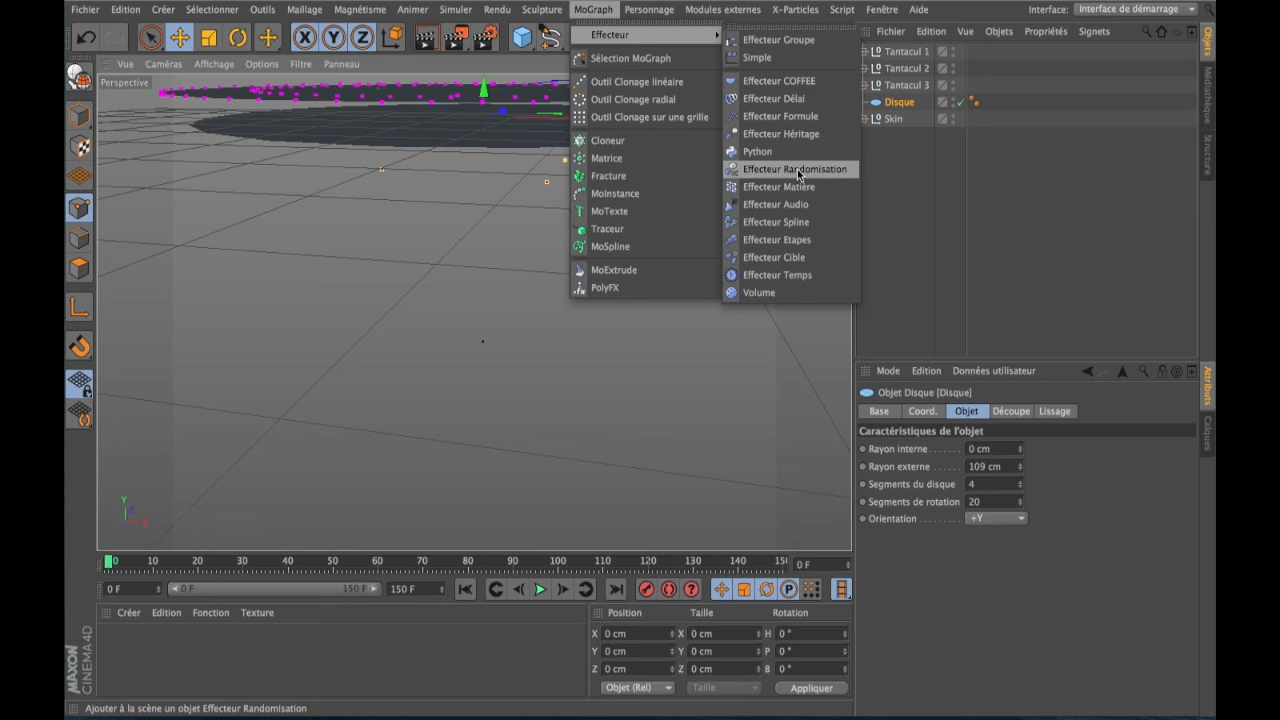 Fichier Edition Créer Sélectionner Outils Maillage Magnétisme Animer Simuler Rendu Sculpture MoGraph Personnage Modules externes X-Particles Script Fenêtre Aide Interface: Interface de démarrage
X Y Z
Vue Caméras Affichage Options Filtre Panneau
Perspective
Effecteur
Sélection MoGraph
Outil Clonage linéaire
Outil Clonage radial
Outil Clonage sur une grille
Cloneur
Matrice
Fracture
MoInstance
MoTexte
Traceur
MoSpline
MoExtrude
PolyFX
Effecteur Groupe
Simple
Effecteur COFFEE
Effecteur Délai
Effecteur Formule
Effecteur Héritage
Python
Effecteur Randomisation
Effecteur Matière
Effecteur Audio
Effecteur Spline
Effecteur Etapes
Effecteur Cible
Effecteur Temps
Volume
Fichier Edition Vue Objets Propriétés Signets
Tantacul 1
Tantacul 2
Tantacul 3
Disque
Skin
Objets
Médiathèque
Structure
Mode Edition Données utilisateur
Objet Disque [Disque]
Base Coord. Objet Découpe Lissage
Caractéristiques de l'objet
Rayon interne 0 cm
Rayon externe 109 cm
Segments du disque 4
Segments de rotation 20
Orientation +Y
Attributs
Calques
Y
Z
X
0 10 20 30 40 50 60 70 80 90 100 110 120 130 140 15 0 F
0 F 0 F 150 F 150 F P
Créer Edition Fonction Texture
Position Taille Rotation
X 0 cm X 0 cm H 0 °
Y 0 cm Y 0 cm P 0 °
Z 0 cm Z 0 cm B 0 °
Objet (Rel) Taille Appliquer
MAXON
CINEMA 4D
Ajouter à la scène un objet Effecteur Randomisation